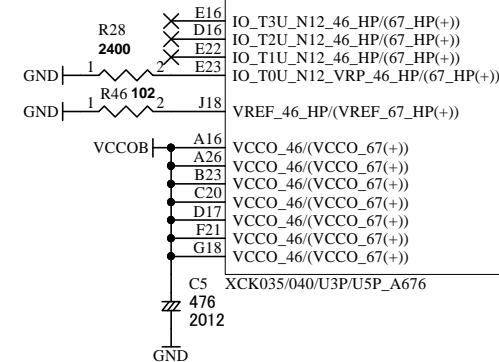 E16 IO_T3U_N12_46_HP/(67_HP(+))
D16 IO_T2U_N12_46_HP/(67_HP(+))
E22 IO_T1U_N12_46_HP/(67_HP(+))
R28
2400
GND 1 2 E23 IO_T0U_N12_VRP_46_HP/(67_HP(+))
R46 102
GND 1 2 J18 VREF_46_HP/(VREF_67_HP(+))
VCCOB A16 VCCO_46/(VCCO_67(+))
A26 VCCO_46/(VCCO_67(+))
B23 VCCO_46/(VCCO_67(+))
C20 VCCO_46/(VCCO_67(+))
D17 VCCO_46/(VCCO_67(+))
F21 VCCO_46/(VCCO_67(+))
G18 VCCO_46/(VCCO_67(+))
C5 XCK035/040/U3P/U5P_A676
476
2012
GND